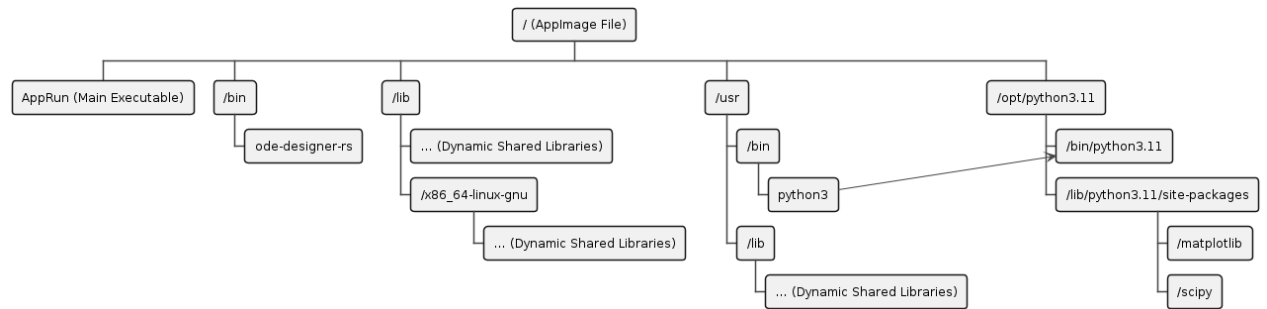 / (AppImage File)
AppRun (Main Executable)
/bin
ode-designer-rs
/lib
... (Dynamic Shared Libraries)
/x86_64-linux-gnu
... (Dynamic Shared Libraries)
/usr
/bin
python3
/lib
... (Dynamic Shared Libraries)
/opt/python3.11
/bin/python3.11
/lib/python3.11/site-packages
/matplotlib
/scipy